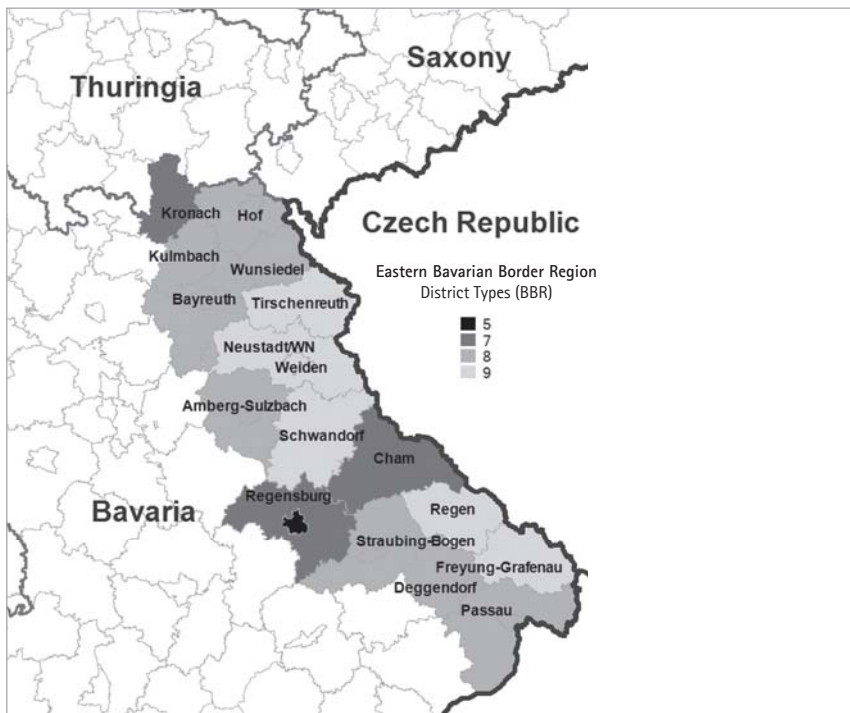 Saxony
Thuringia
Kronach
Hof
Czech Republic
Kulmbach
Wunsiedel
Eastern Bavarian Border Region
District Types (BBR)
Bayreuth
Tirschenreuth
5
7
8
9
Neustadt/WN
Weiden
Amberg-Sulzbach
Schwandorf
Cham
Regensburg
Bavaria
Regen
Straubing-Bogen
Freyung-Grafenau
Deggendorf
Passau